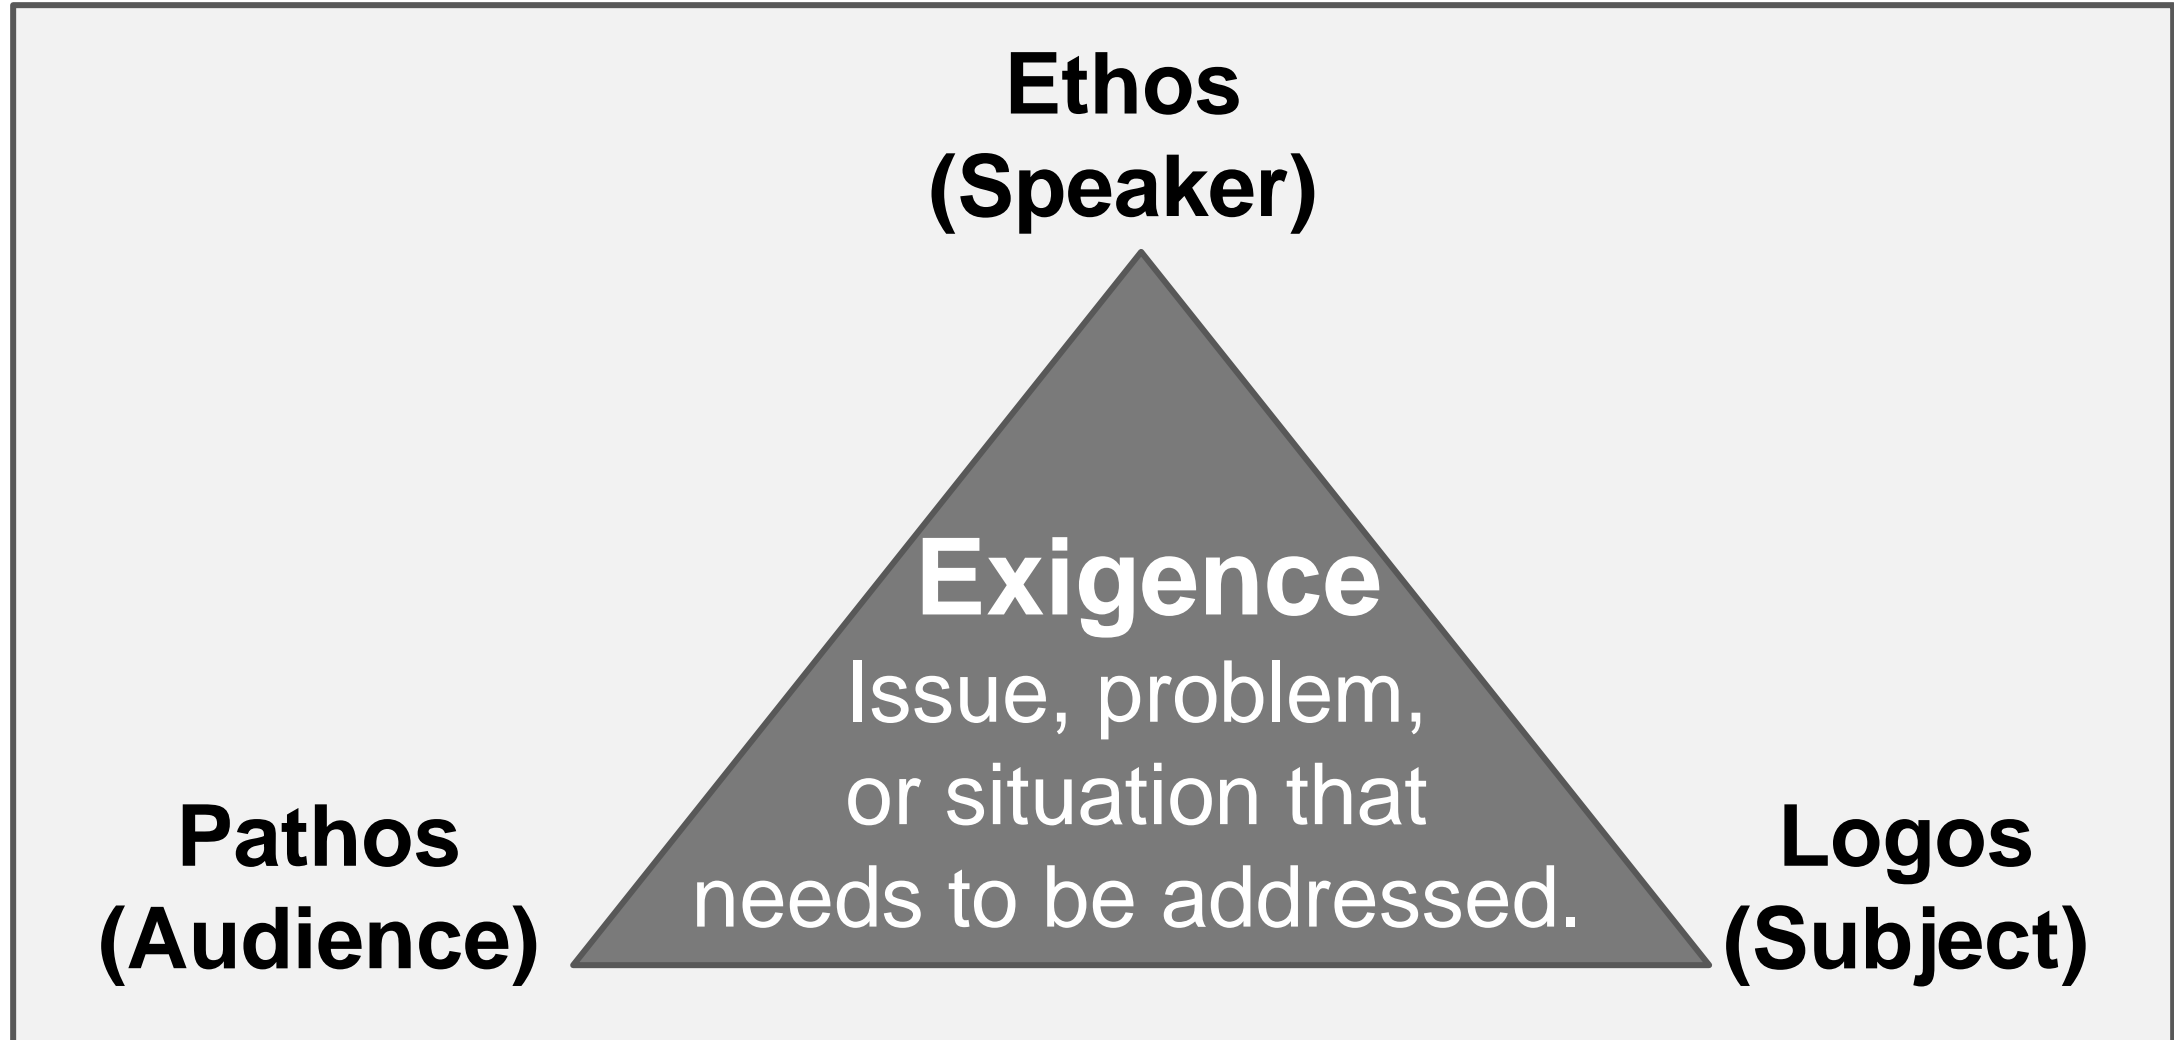 Ethos
(Speaker)
Exigence
Issue, problem,
or situation that
needs to be addressed.
Pathos
(Audience)
Logos
(Subject)